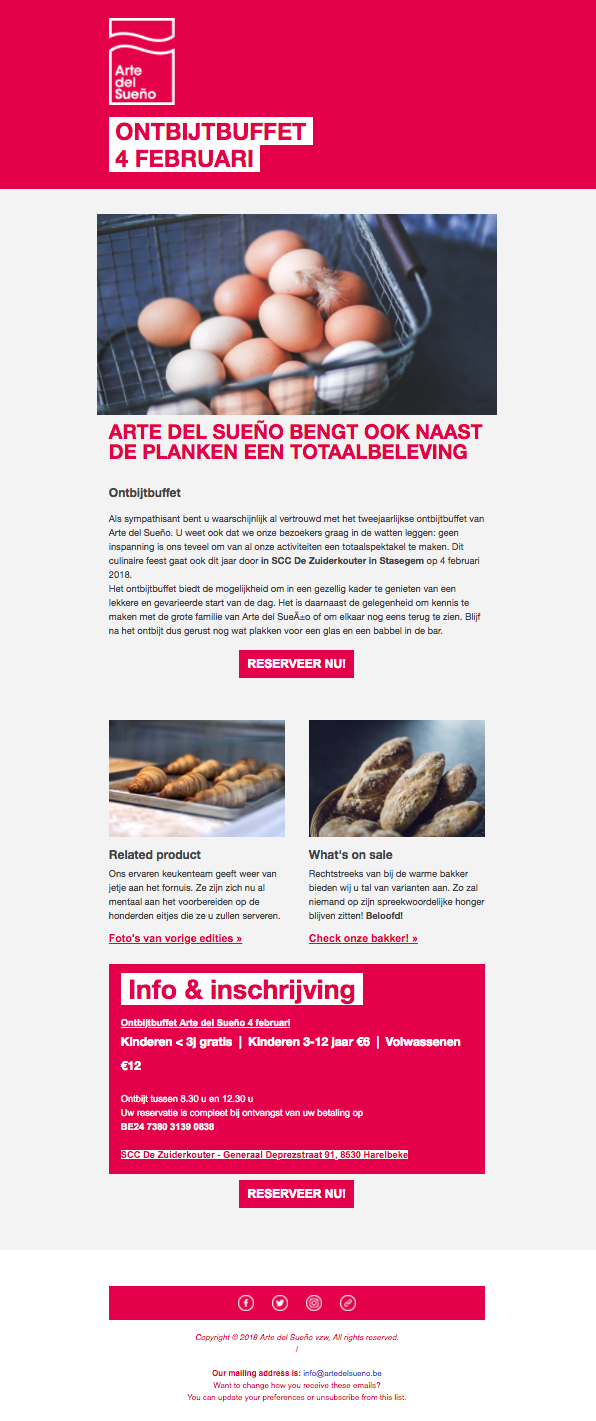 Arte
del
Sueño
ONTBIJTBUFFET
4 FEBRUARI
ARTE DEL SUEÑO BENGT OOK NAAST
DE PLANKEN EEN TOTAALBELEVING
Ontbijtbuffet
Als sympathisant bent u waarschijnlijk al vertrouwd met het tweejaarlijkse ontbijtbuffet van
Arte del Sueño. U weet ook dat we onze bezoekers graag in de watten leggen: geen
inspanning is ons teveel om van al onze activiteiten een totaalspektakel te maken. Dit
culinaire feest gaat ook dit jaar door in SCC De Zuiderkouter in Stasegem op 4 februari
2018.
Het ontbijtbuffet biedt de mogelijkheid om in een gezellig kader te genieten van een
lekkere en gevarieerde start van de dag. Het is daarnaast de gelegenheid om kennis te
maken met de grote familie van Arte del SueÃ±o of om elkaar nog eens terug te zien. Blijf
na het ontbijt dus gerust nog wat plakken voor een glas en een babbel in de bar.
RESERVEER NU!
Related product
Ons ervaren keukenteam geeft weer van
jetje aan het fornuis. Ze zijn zich nu al
mentaal aan het voorbereiden op de
honderden eitjes die ze u zullen serveren.
Foto's van vorige edities »
What's on sale
Rechtstreeks van bij de warme bakker
bieden wij u tal van varianten aan. Zo zal
niemand op zijn spreekwoordelijke honger
blijven zitten! Beloofd!
Check onze bakker! »
Info & inschrijving
Ontbijtbuffet Arte del Sueño 4 februari
Kinderen < 3j gratis | Kinderen 3-12 jaar €6 | Volwassenen
€12
Ontbijt tussen 8.30 u en 12.30 u
Uw reservatie is compleet bij ontvangst van uw betaling op
BE24 7380 3139 0838
SCC De Zuiderkouter - Generaal Deprezstraat 91, 8530 Harelbeke
RESERVEER NU!
Copyright © 2018 Arte del Sueño vzw, All rights reserved.
/
Our mailing address is: info@artedelsueno.be
Want to change how you receive these emails?
You can update your preferences or unsubscribe from this list.